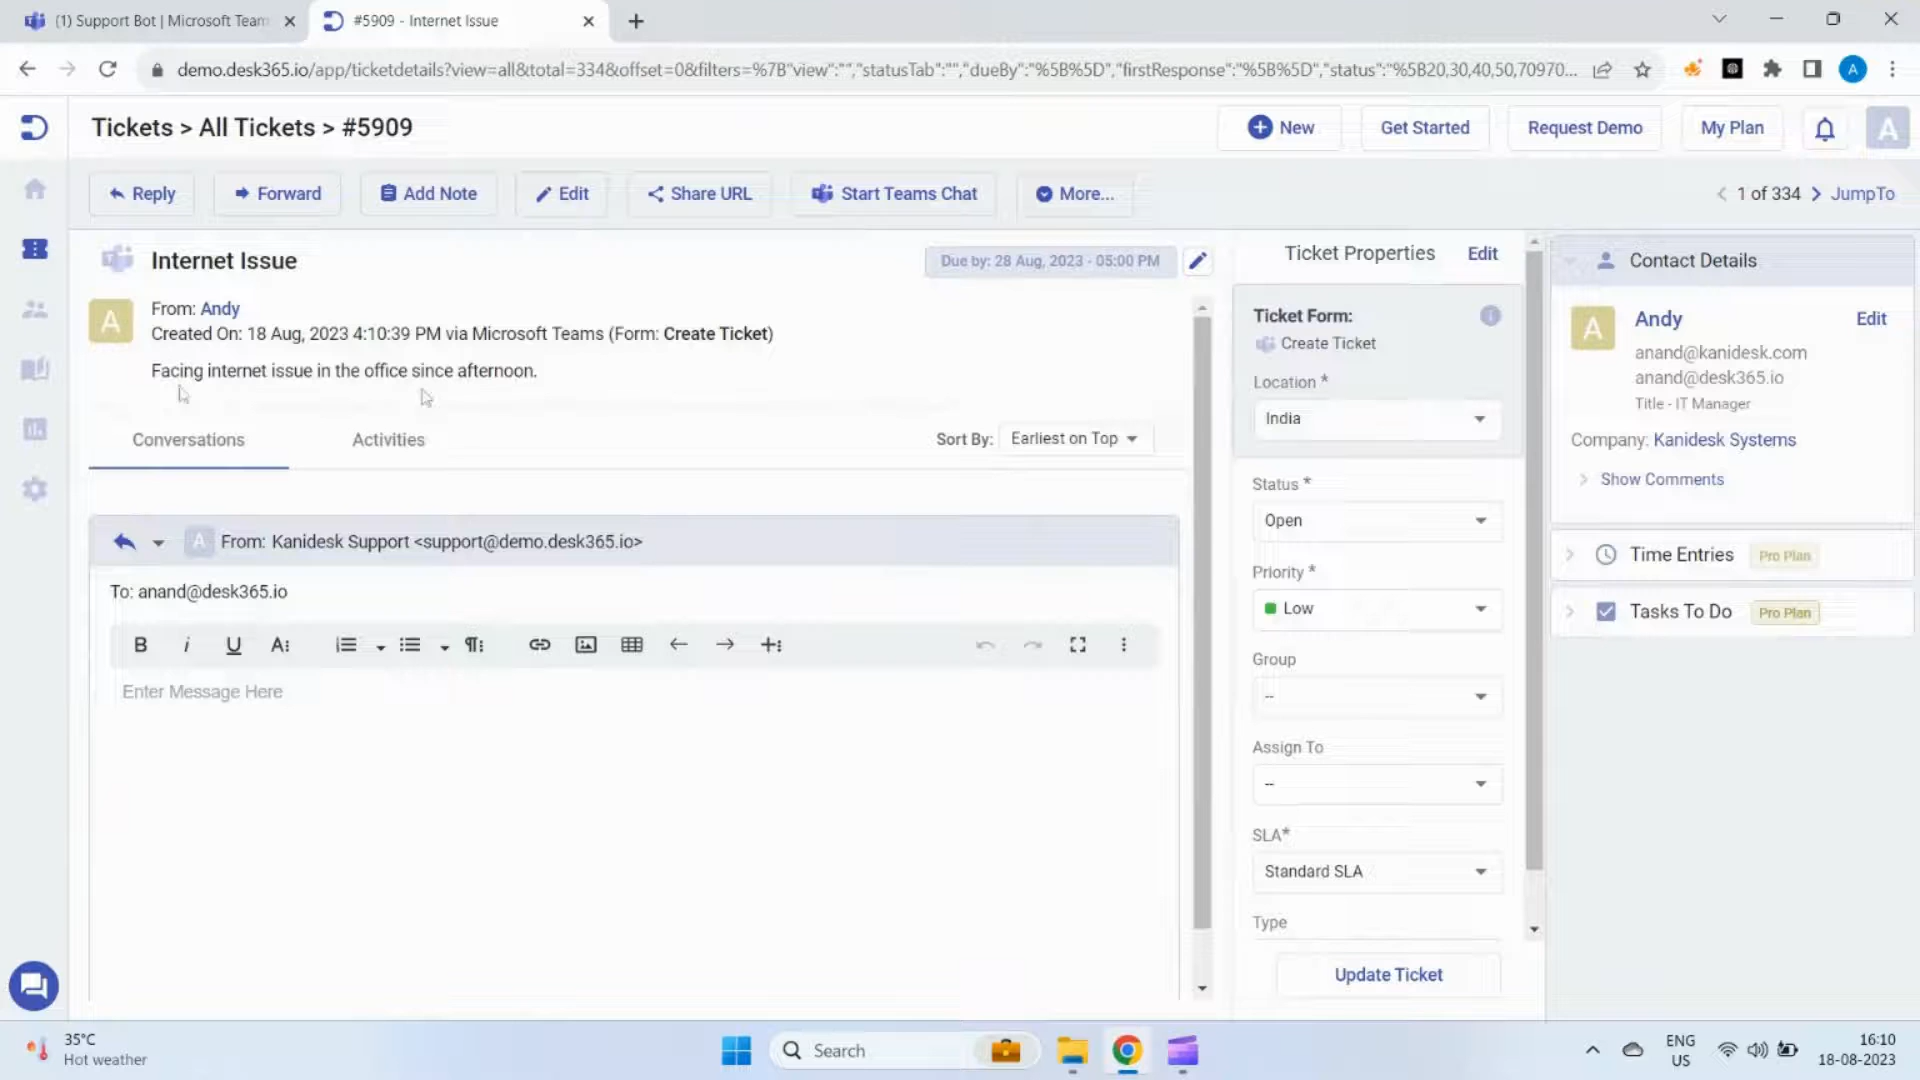 (1) Support Bot | Microsoft Team
#5909 - Internet Issue
demo.desk365.io/app/ticketdetails?view=all&total=334&offset=0&filters=%7B"view":"","statusTab":"","dueBy":"%5B%5D","firstResponse":"%5B%5D","status":"%5B20,30,40,50,70970...
A
Tickets > All Tickets > #5909
New
Get Started
Request Demo
My Plan
A
Reply
Forward
Add Note
Edit
Share URL
Start Teams Chat
More...
1 of 334
JumpTo
Internet Issue
Due by: 28 Aug, 2023 - 05:00 PM
A
From: Andy
Created On: 18 Aug, 2023 4:10:39 PM via Microsoft Teams (Form: Create Ticket)
Facing internet issue in the office since afternoon.
Conversations
Activities
Sort By:
Earliest on Top
A
From: Kanidesk Support <support@demo.desk365.io>
To: anand@desk365.io
Enter Message Here
Ticket Properties
Edit
Ticket Form:
Create Ticket
Location *
India
Status *
Open
Priority *
Low
Group
--
Assign To
--
SLA*
Standard SLA
Type
Update Ticket
Contact Details
A
Andy
Edit
anand@kanidesk.com
anand@desk365.io
Title - IT Manager
Company: Kanidesk Systems
Show Comments
Time Entries
Pro Plan
Tasks To Do
Pro Plan
35°C
Hot weather
Search
ENG
US
16:10
18-08-2023